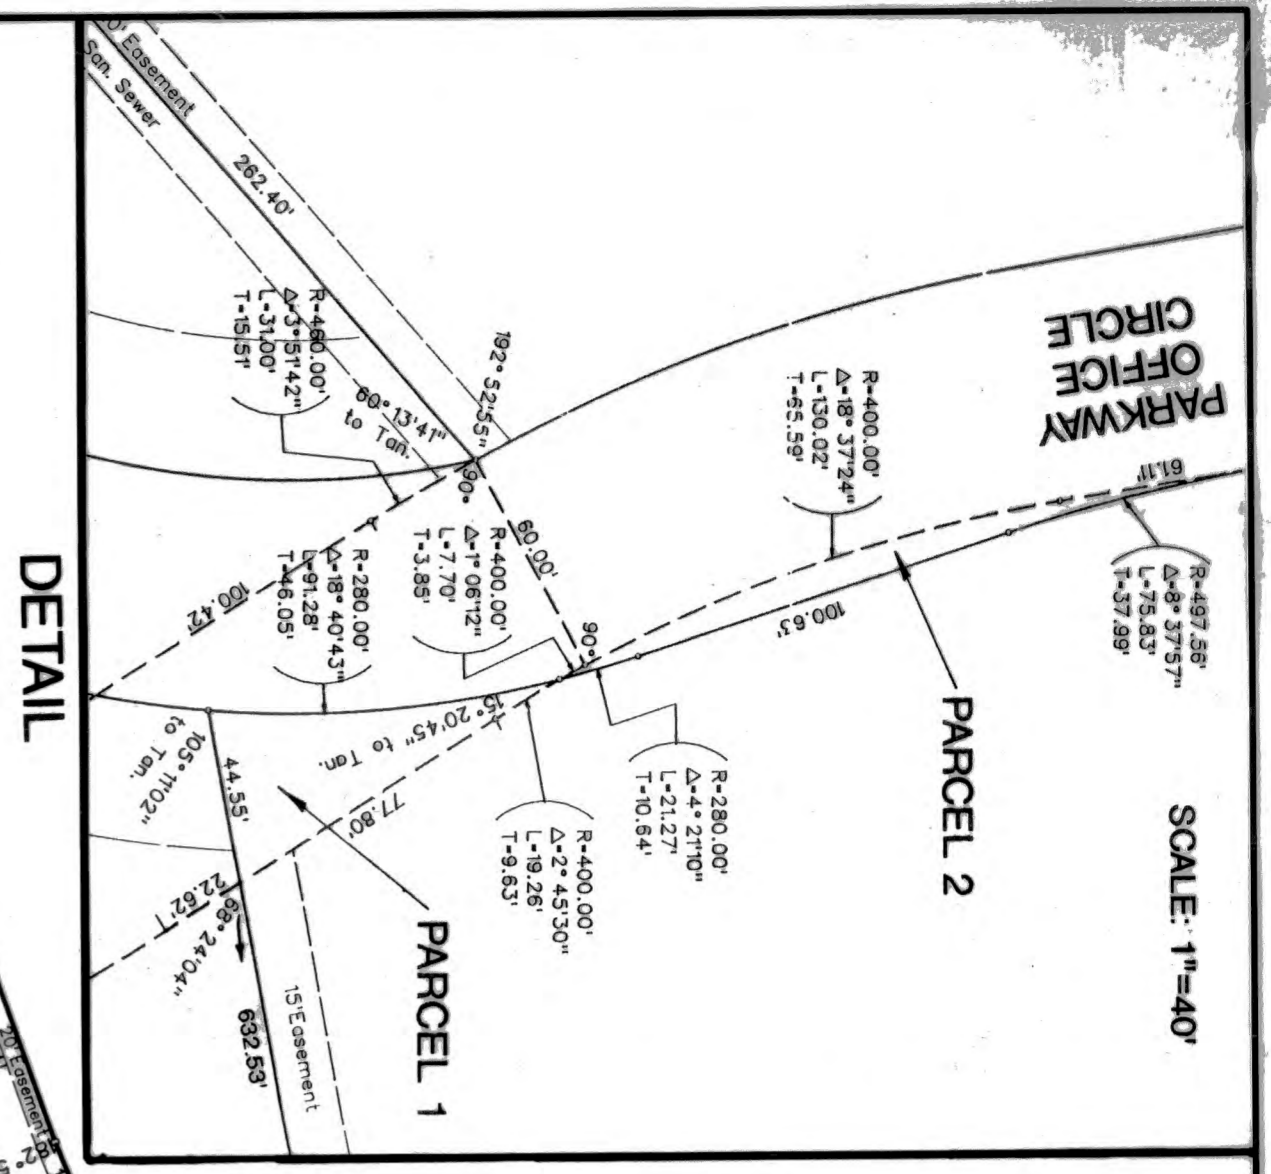 20' Easement
San. Sewer
262.40'
R=460.00'
Δ=3°51'42"
L=31.00'
T=15.51'
60°13'41"
to Tan.
192°52'55"
90°
60.00'
90°
PARKWAY
OFFICE
CIRCLE
61.11'
R=400.00'
Δ=18°37'24"
L=130.02'
T=65.59'
R=497.56'
Δ=8°37'57"
L=75.83'
T=37.99'
100.63'
R=400.00'
Δ=1°06'12"
L=7.70'
T=3.85'
R=280.00'
Δ=18°40'43"
L=91.28'
T=46.05'
100.42'
15°20'45" to Tan.
R=280.00'
Δ=4°21'10"
L=21.27'
T=10.64'
R=400.00'
Δ=2°45'30"
L=19.26'
T=9.63'
105°11'02"
to Tan.
44.55'
77.80'
22.62'
68°24'04"
632.53'
15' Easement
PARCEL 1
PARCEL 2
SCALE: 1"=40'
DETAIL
20' Easement